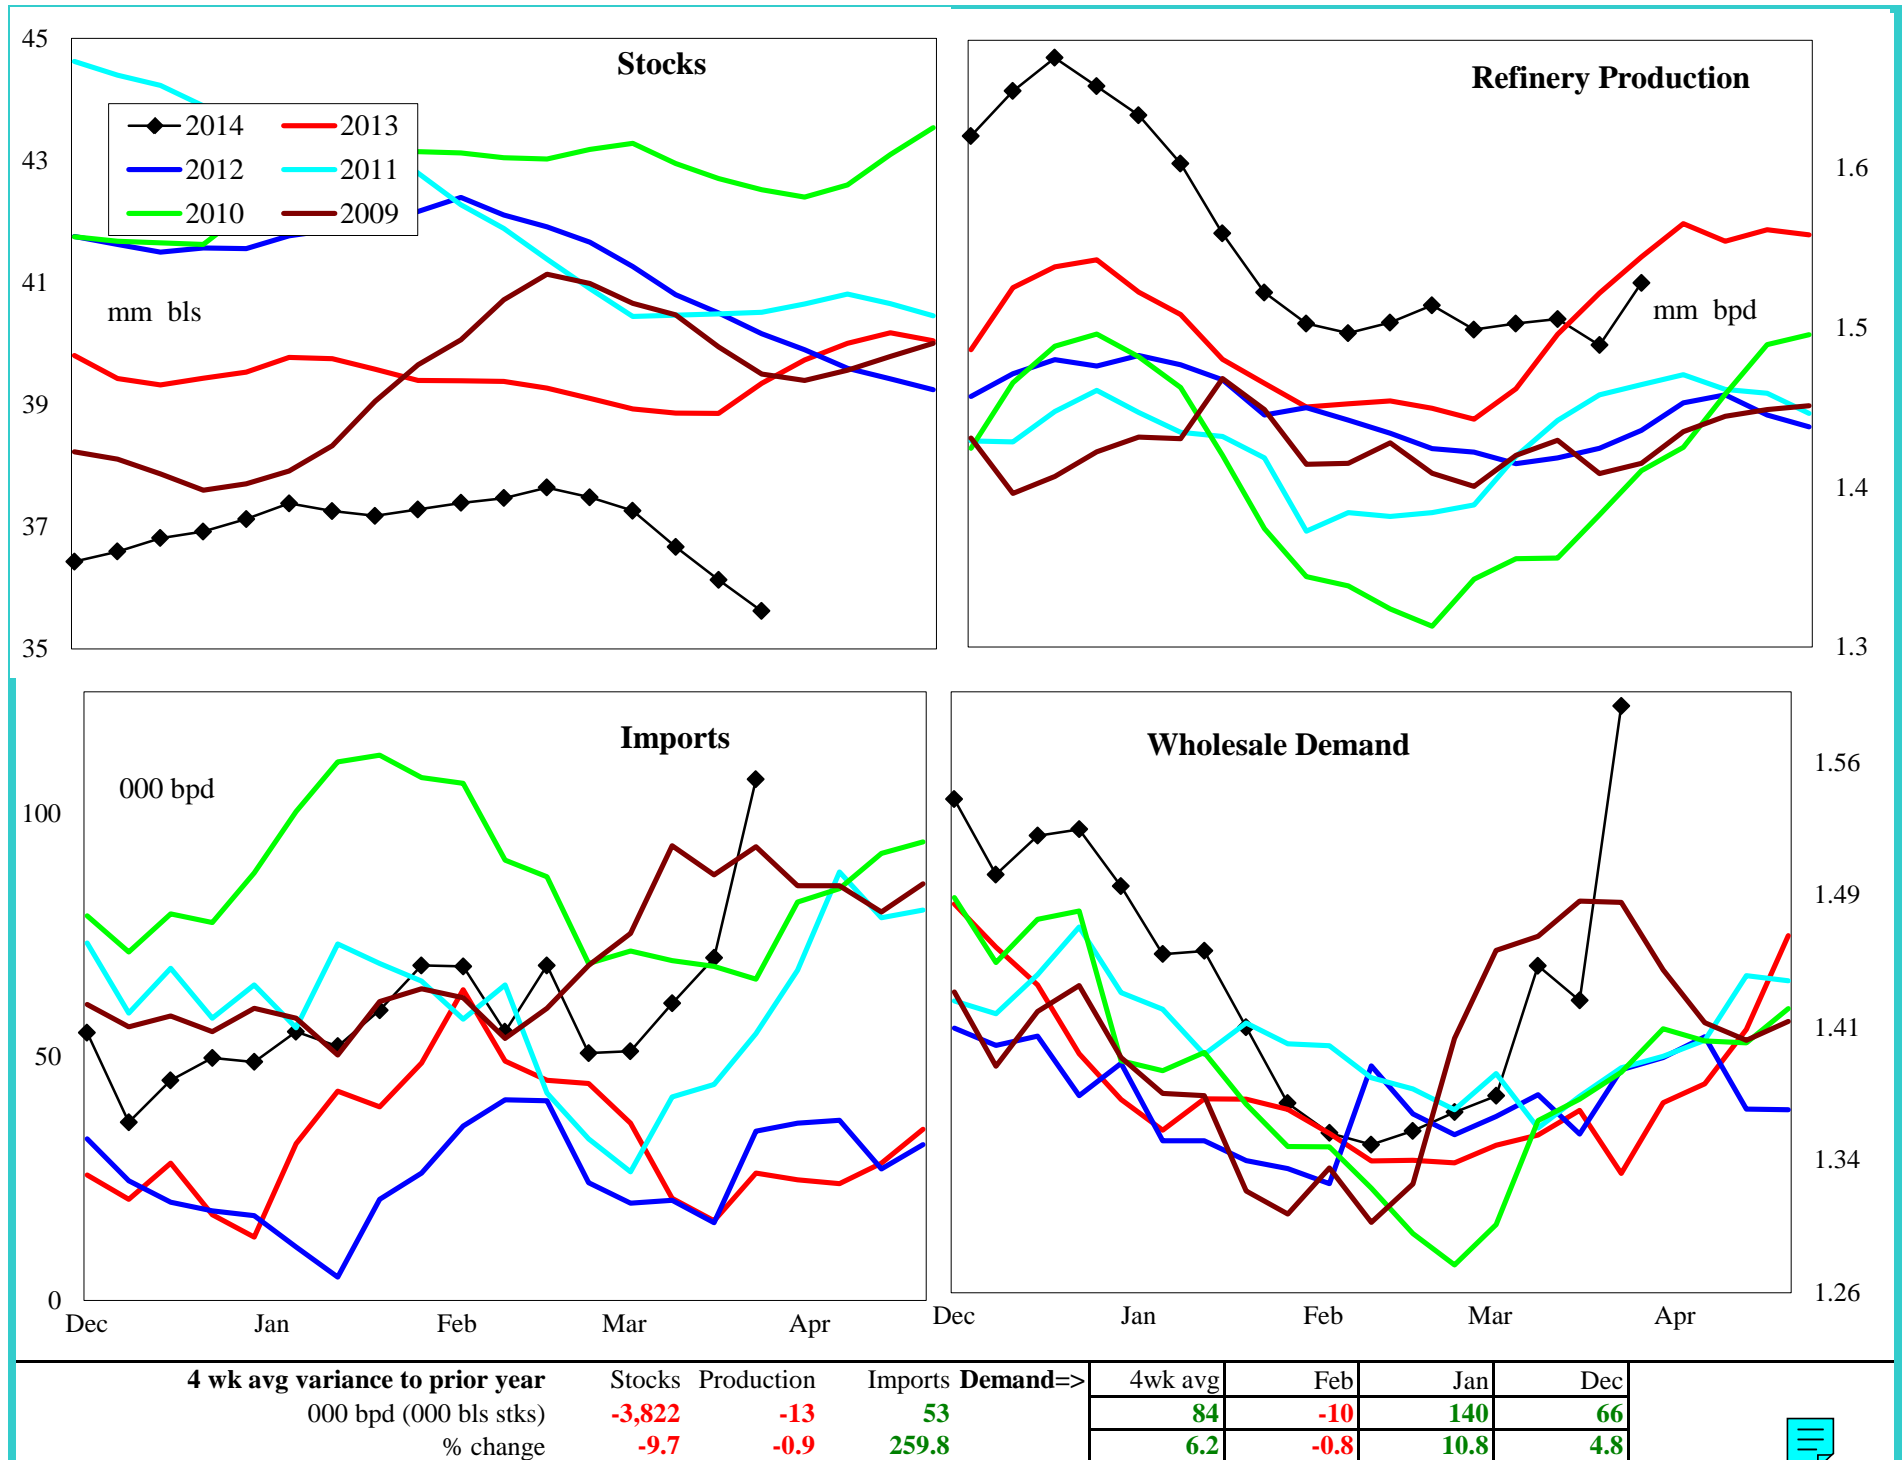 Stocks
45
43
41
39
37
35
2014 2013
2012 2011
2010 2009
mm bls
Refinery Production
1.6
1.5
1.4
1.3
mm bpd
Imports
000 bpd
100
50
0
Dec Jan Feb Mar Apr
Wholesale Demand
1.56
1.49
1.41
1.34
1.26
Dec Jan Feb Mar Apr
4 wk avg variance to prior year Stocks Production Imports Demand=> 4wk avg Feb Jan Dec
000 bpd (000 bls stks) -3,822 -13 53 84 -10 140 66
% change -9.7 -0.9 259.8 6.2 -0.8 10.8 4.8